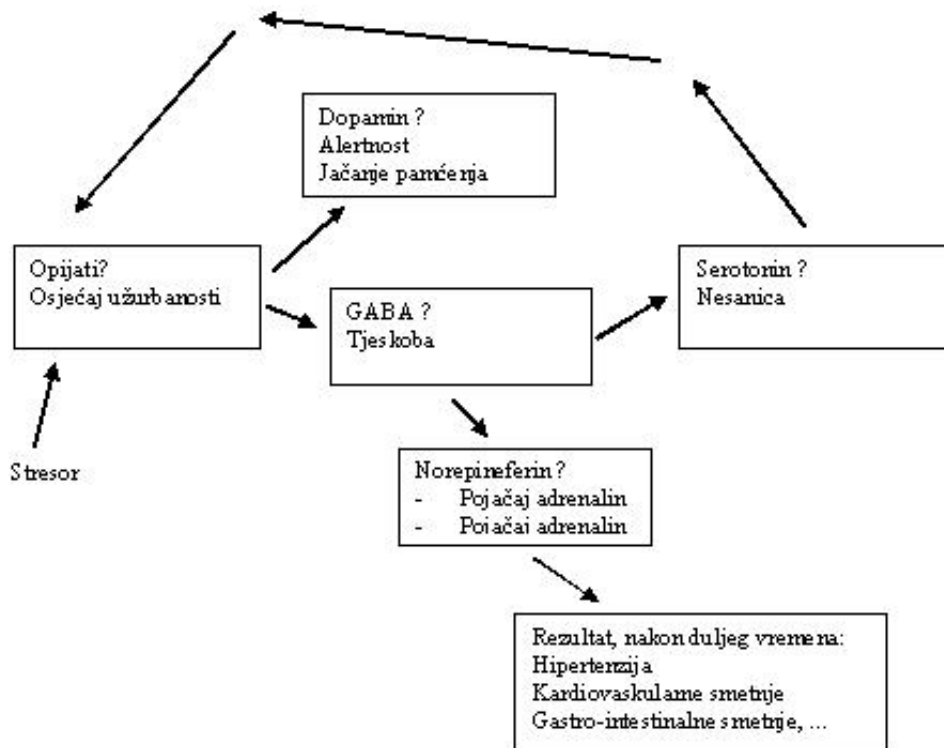 Dopamin ?
Alertnost
Jačanje pamćenja
Opijati?
Osjećaj užurbanosti
GABA ?
Tjeskoba
Serotonin ?
Nesanica
Stresor
Norepineferin ?
- Pojačaj adrenalin
- Pojačaj adrenalin
Rezultat, nakon duljeg vremena:
Hipertenzija
Kardiovaskularne smetnje
Gastro-intestinalne smetnje, ...